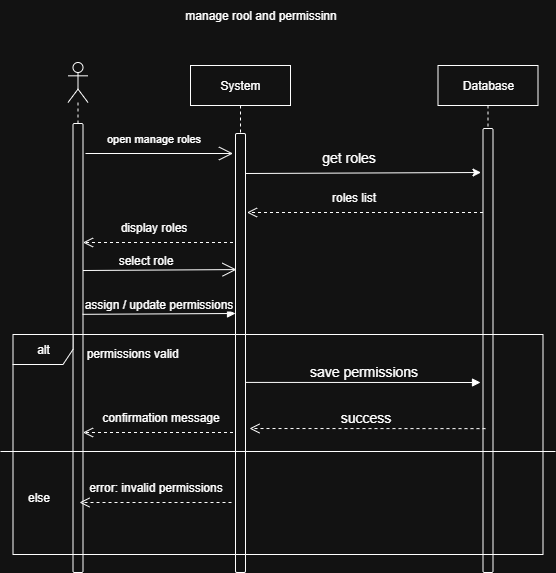 manage rool and permissinn
System
Database
open manage roles
get roles
roles list
display roles
select role
assign / update permissions
alt
permissions valid
save permissions
success
confirmation message
error: invalid permissions
else